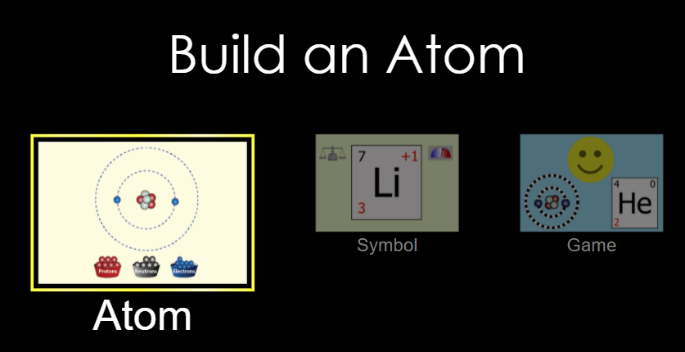 Build an Atom
Protons
Neutrons
Electrons
Atom
7
+1
Li
3
Symbol
4
0
He
2
Game